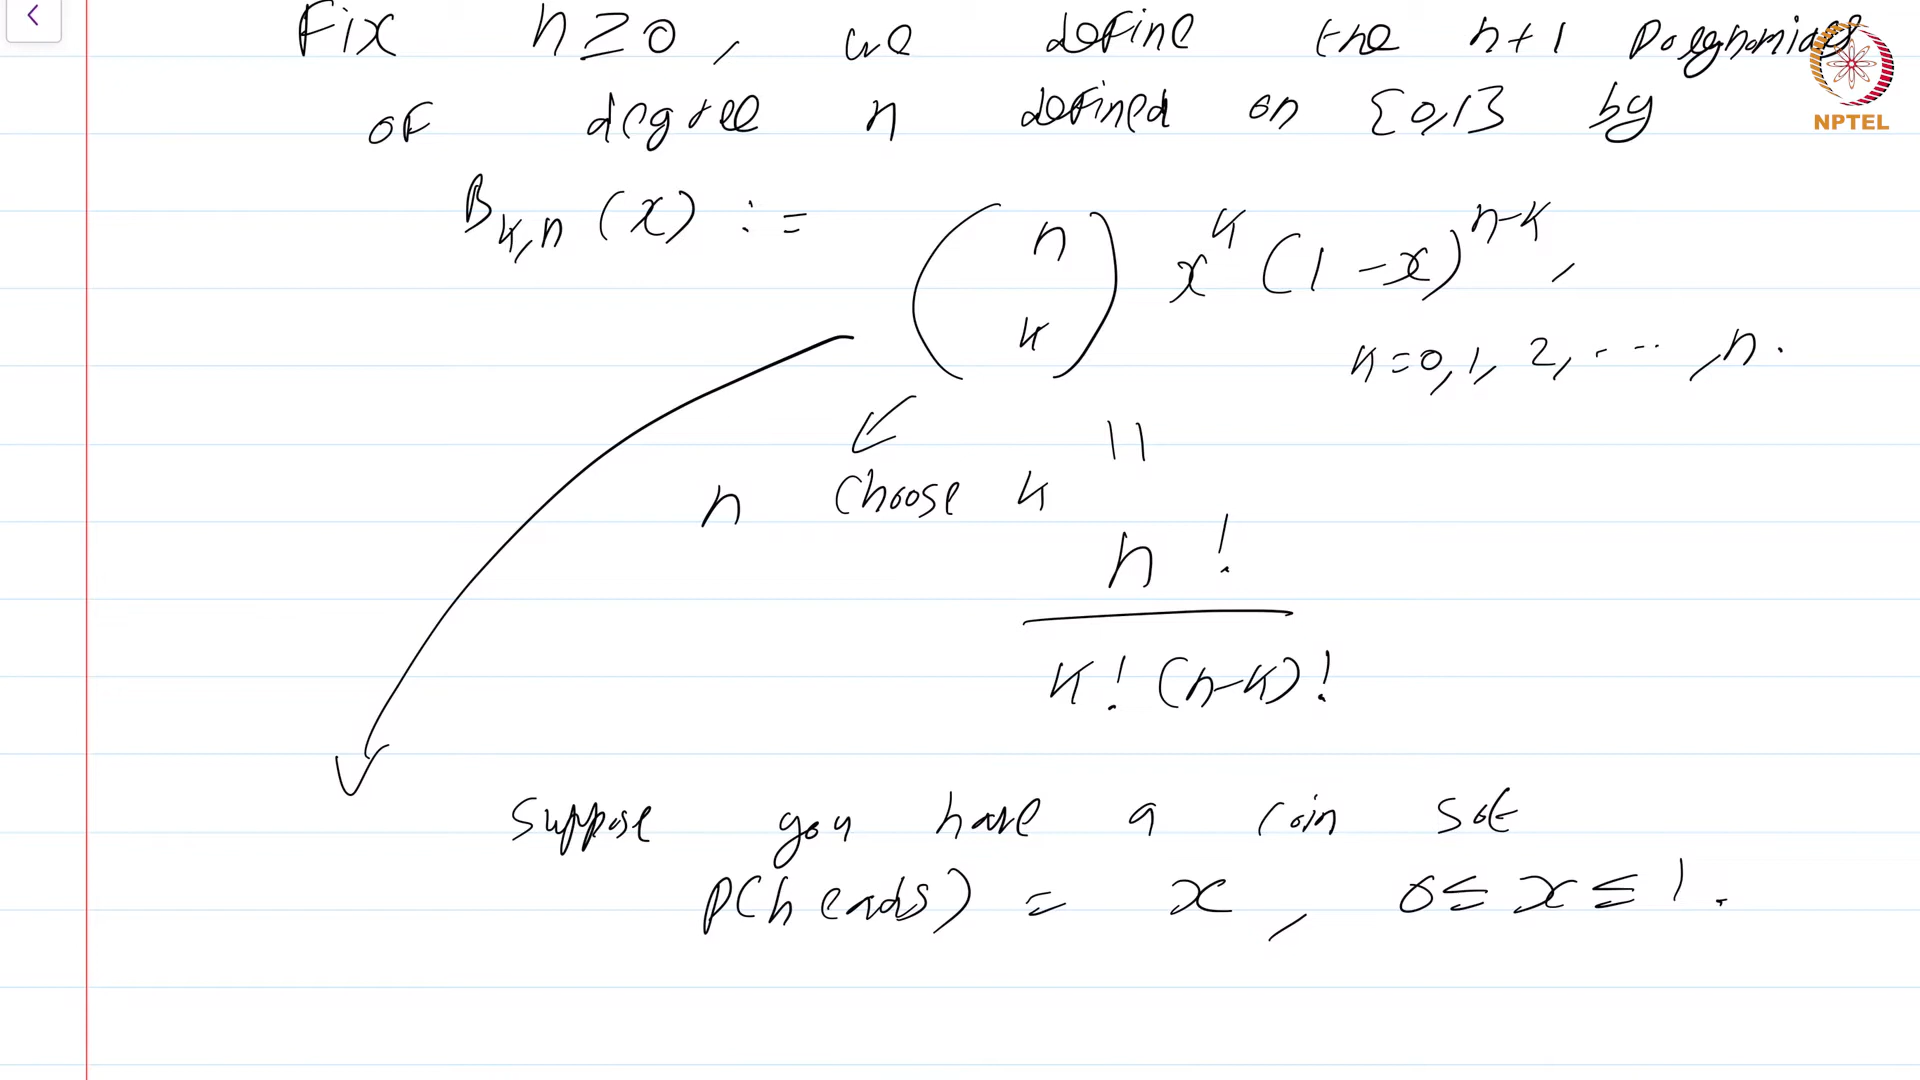 Fix n ≥ 0, we define the n+1 Polynomials
of degree n defined on {0,1} by
B_{k,n}(x) := \binom{n}{k} x^k (1-x)^{n-k},
k=0,1,2,...,n.
n choose k
||
n!
k!(n-k)!
Suppose you have a coin s.t
P(heads) = x, 0≤x≤1.
NPTEL